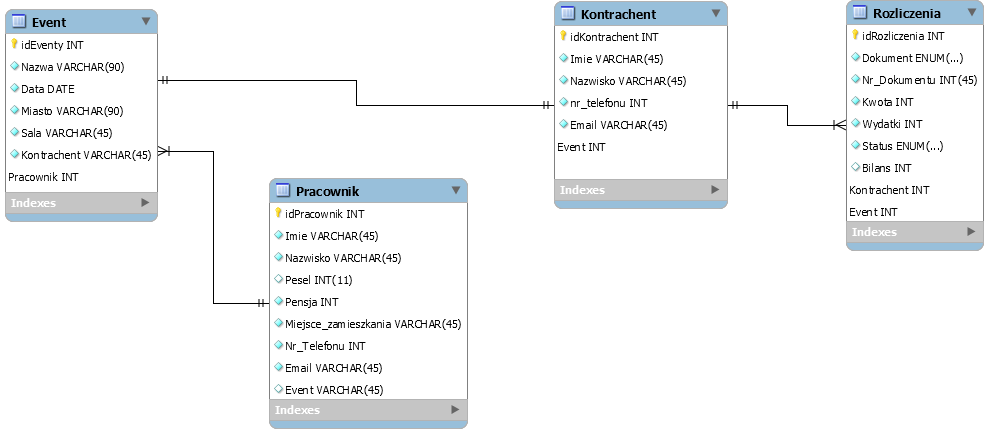 Event
idEventy INT
Nazwa VARCHAR(90)
Data DATE
Miasto VARCHAR(90)
Sala VARCHAR(45)
Kontrachent VARCHAR(45)
Pracownik INT
Indexes
Pracownik
idPracownik INT
Imie VARCHAR(45)
Nazwisko VARCHAR(45)
Pesel INT(11)
Pensja INT
Miejsce_zamieszkania VARCHAR(45)
Nr_Telefonu INT
Email VARCHAR(45)
Event VARCHAR(45)
Indexes
Kontrachent
idKontrachent INT
Imie VARCHAR(45)
Nazwisko VARCHAR(45)
nr_telefonu INT
Email VARCHAR(45)
Event INT
Indexes
Rozliczenia
idRozliczenia INT
Dokument ENUM(...)
Nr_Dokumentu INT(45)
Kwota INT
Wydatki INT
Status ENUM(...)
Bilans INT
Kontrachent INT
Event INT
Indexes